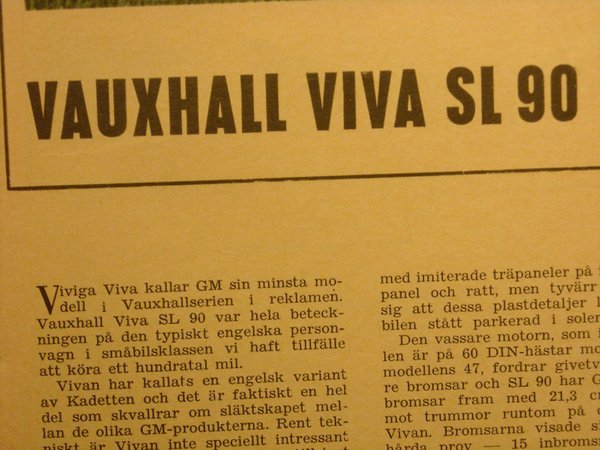 VAUXHALL VIVA SL 90
Viviga Viva kallar GM sin minsta mo-
dell i Vauxhallserien i reklamen.
Vauxhall Viva SL 90 var hela beteck-
ningen på den typiskt engelska person-
vagn i småbilsklassen vi haft tillfälle
att köra ett hundratal mil.
Vivan har kallats en engelsk variant
av Kadetten och det är faktiskt en hel
del som skvallrar om släktskapet mel-
lan de olika GM-produkterna. Rent tek-
niskt är Vivan inte speciellt intressant
med imiterade träpaneler på
panel och ratt, men tyvärr
sig att dessa plastdetaljer
bilen stått parkerad i
Den vassare motorn, som
len är på 60 DIN-hästar
modellens 47, fordrar
re bromsar och SL 90 har
bromsar fram med 21,3
mot trummor runtom på
Vivan. Bromsarna visade
hårda prov — 15